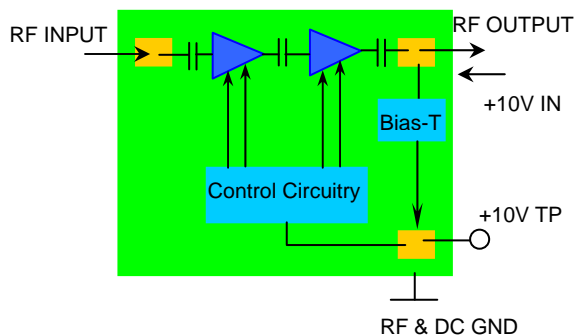 RF INPUT
RF OUTPUT
+10V IN
Bias-T
Control Circuitry
+10V TP
RF & DC GND